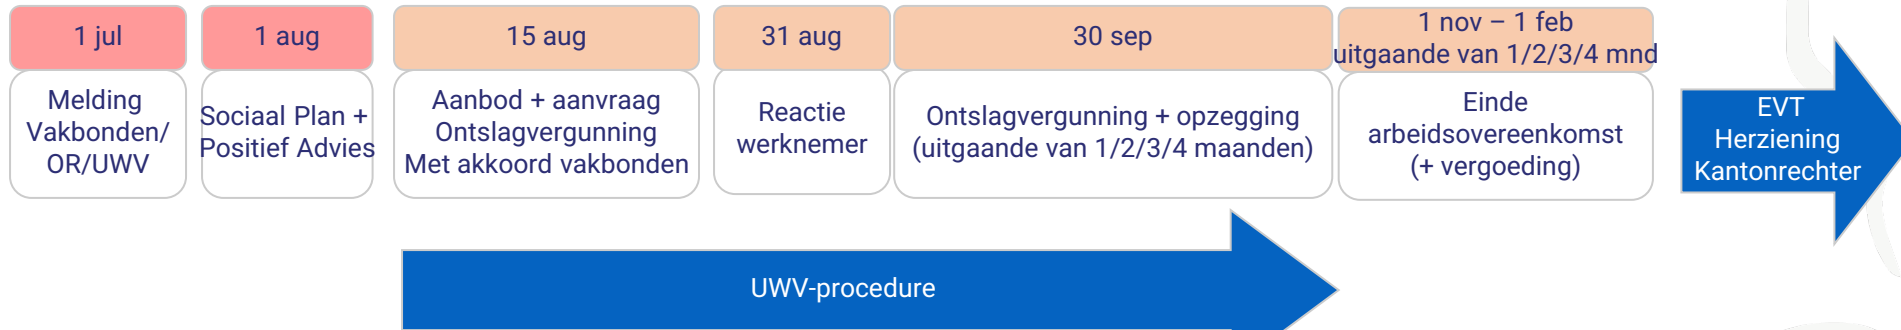 1 jul
Melding
Vakbonden/
OR/UWV
1 aug
Sociaal Plan +
Positief Advies
15 aug
Aanbod + aanvraag
Ontslagvergunning
Met akkoord vakbonden
31 aug
Reactie
werknemer
30 sep
Ontslagvergunning + opzegging
(uitgaande van 1/2/3/4 maanden)
1 nov – 1 feb
uitgaande van 1/2/3/4 mnd
Einde
arbeidsovereenkomst
(+ vergoeding)
EVT
Herziening
Kantonrechter
UWV-procedure